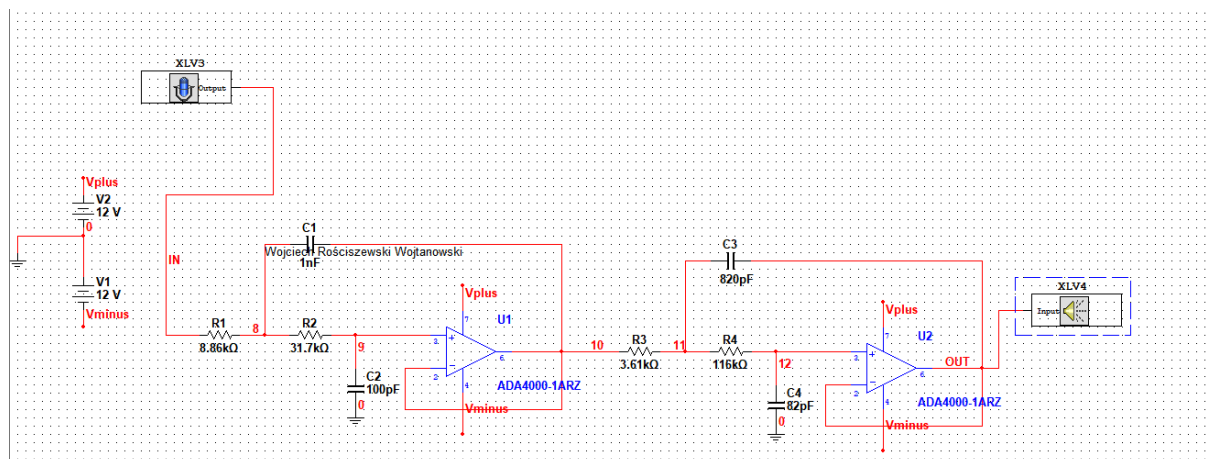 XLV3
Output
Vplus
V2
12 V
0
IN
V1
12 V
Vminus
C1
Wojciech Rościszewski Wojtanowski
1nF
R1
8.86kΩ
8
R2
31.7kΩ
9
C2
100pF
0
Vplus
7
U1
3
2
6
4
ADA4000-1ARZ
Vminus
10
R3
3.61kΩ
11
C3
820pF
R4
116kΩ
12
C4
82pF
0
Vplus
7
U2
3
2
6
4
OUT
ADA4000-1ARZ
Vminus
XLV4
Input